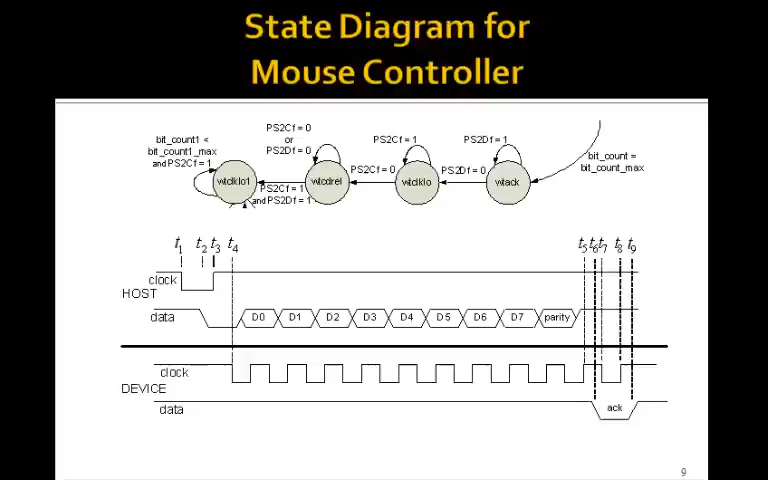 State Diagram for
Mouse Controller
bit_count1 <
bit_count1_max
and PS2Cf = 1
PS2Cf = 0
or
PS2Df = 0
PS2Cf = 1
PS2Df = 1
bit_count =
bit_count_max
wtclklo1
wtcdrel
wtclklo
wtack
PS2Cf = 0
PS2Df = 0
PS2Cf = 1
and PS2Df = 1
t1 t2 t3 t4 t5 t6 t7 t8 t9
clock
HOST
data D0 D1 D2 D3 D4 D5 D6 D7 parity
clock
DEVICE
data ack
9